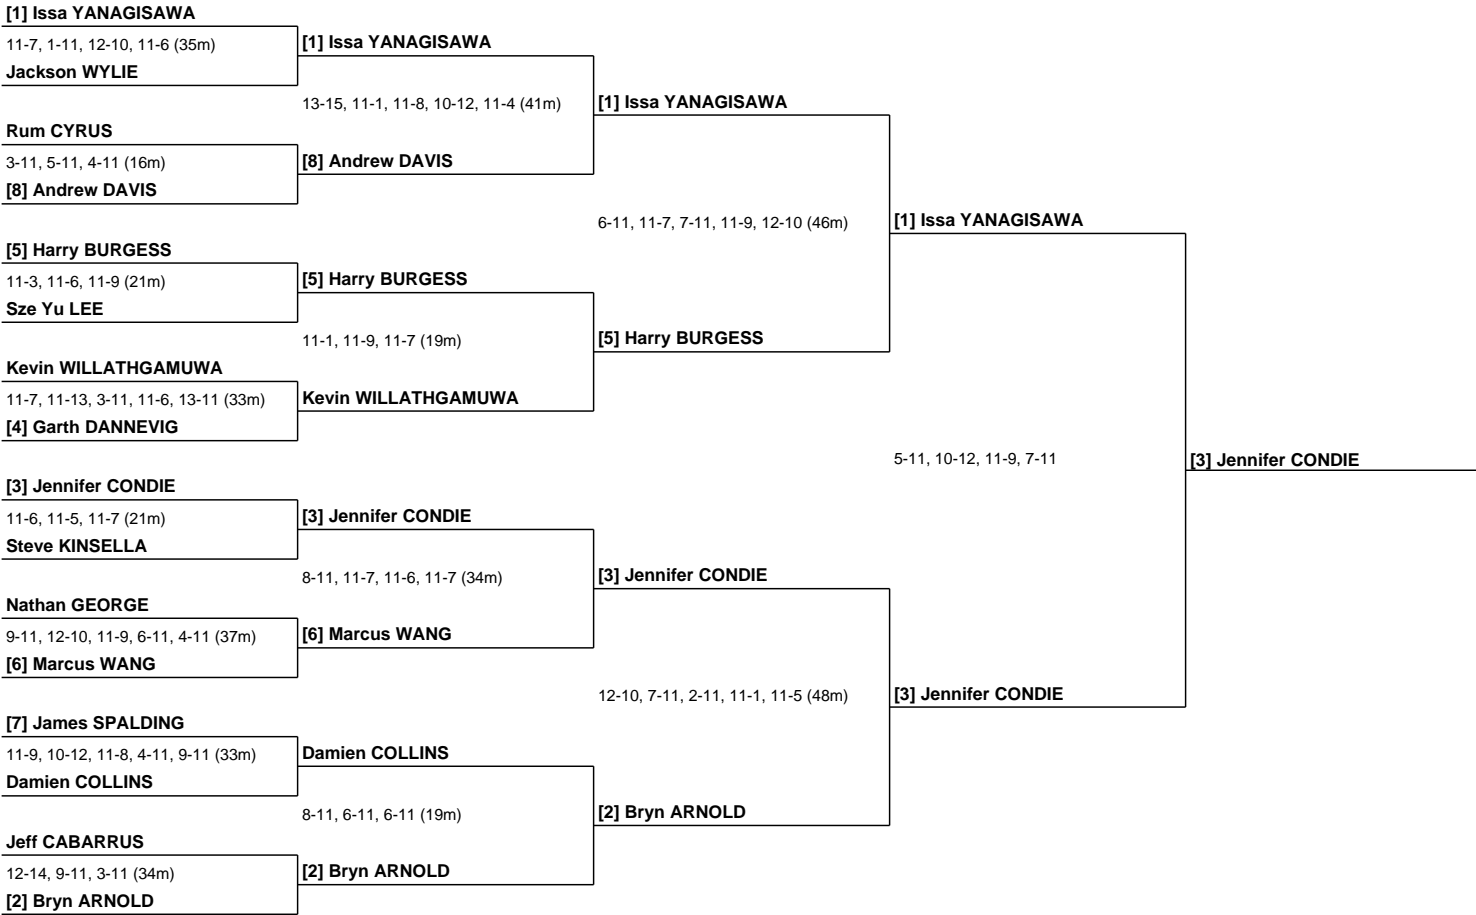 [1] Issa YANAGISAWA
11-7, 1-11, 12-10, 11-6 (35m)
Jackson WYLIE
Rum CYRUS
3-11, 5-11, 4-11 (16m)
[8] Andrew DAVIS
[5] Harry BURGESS
11-3, 11-6, 11-9 (21m)
Sze Yu LEE
Kevin WILLATHGAMUWA
11-7, 11-13, 3-11, 11-6, 13-11 (33m)
[4] Garth DANNEVIG
[3] Jennifer CONDIE
11-6, 11-5, 11-7 (21m)
Steve KINSELLA
Nathan GEORGE
9-11, 12-10, 11-9, 6-11, 4-11 (37m)
[6] Marcus WANG
[7] James SPALDING
11-9, 10-12, 11-8, 4-11, 9-11 (33m)
Damien COLLINS
Jeff CABARRUS
12-14, 9-11, 3-11 (34m)
[2] Bryn ARNOLD
[1] Issa YANAGISAWA
13-15, 11-1, 11-8, 10-12, 11-4 (41m)
[8] Andrew DAVIS
[5] Harry BURGESS
11-1, 11-9, 11-7 (19m)
Kevin WILLATHGAMUWA
[3] Jennifer CONDIE
8-11, 11-7, 11-6, 11-7 (34m)
[6] Marcus WANG
Damien COLLINS
8-11, 6-11, 6-11 (19m)
[2] Bryn ARNOLD
[1] Issa YANAGISAWA
6-11, 11-7, 7-11, 11-9, 12-10 (46m)
[5] Harry BURGESS
[3] Jennifer CONDIE
12-10, 7-11, 2-11, 11-1, 11-5 (48m)
[2] Bryn ARNOLD
[1] Issa YANAGISAWA
5-11, 10-12, 11-9, 7-11
[3] Jennifer CONDIE
[3] Jennifer CONDIE